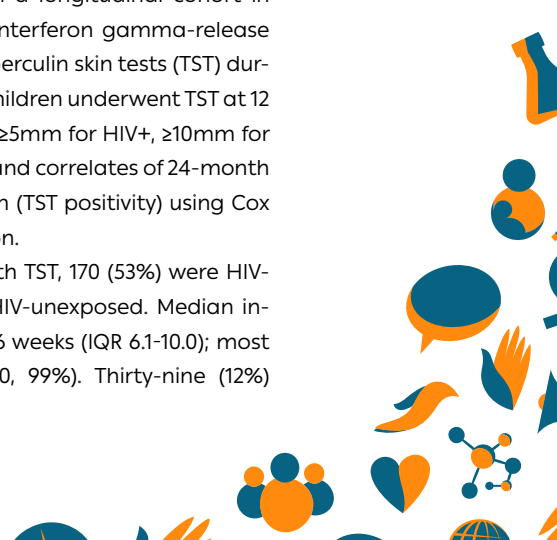 nterferon gamma-release
erculin skin tests (TST) dur-
hildren underwent TST at 12
≥5mm for HIV+, ≥10mm for
and correlates of 24-month
n (TST positivity) using Cox
on.
th TST, 170 (53%) were HIV-
HIV-unexposed. Median in-
6 weeks (IQR 6.1-10.0); most
0, 99%). Thirty-nine (12%)